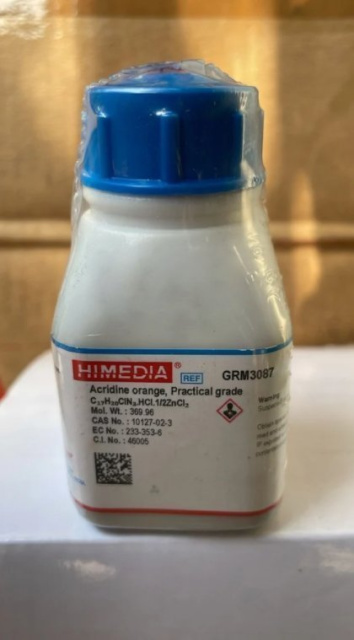 HIMEDIA®
REF GRM3087
Acridine orange, Practical grade
C₁₇H₂₀ClN₃.HCl.1/2ZnCl₂
Mol. Wt. : 369.96
CAS No. : 10127-02-3
EC No. : 233-353-6
C.I. No. : 46005
Warning